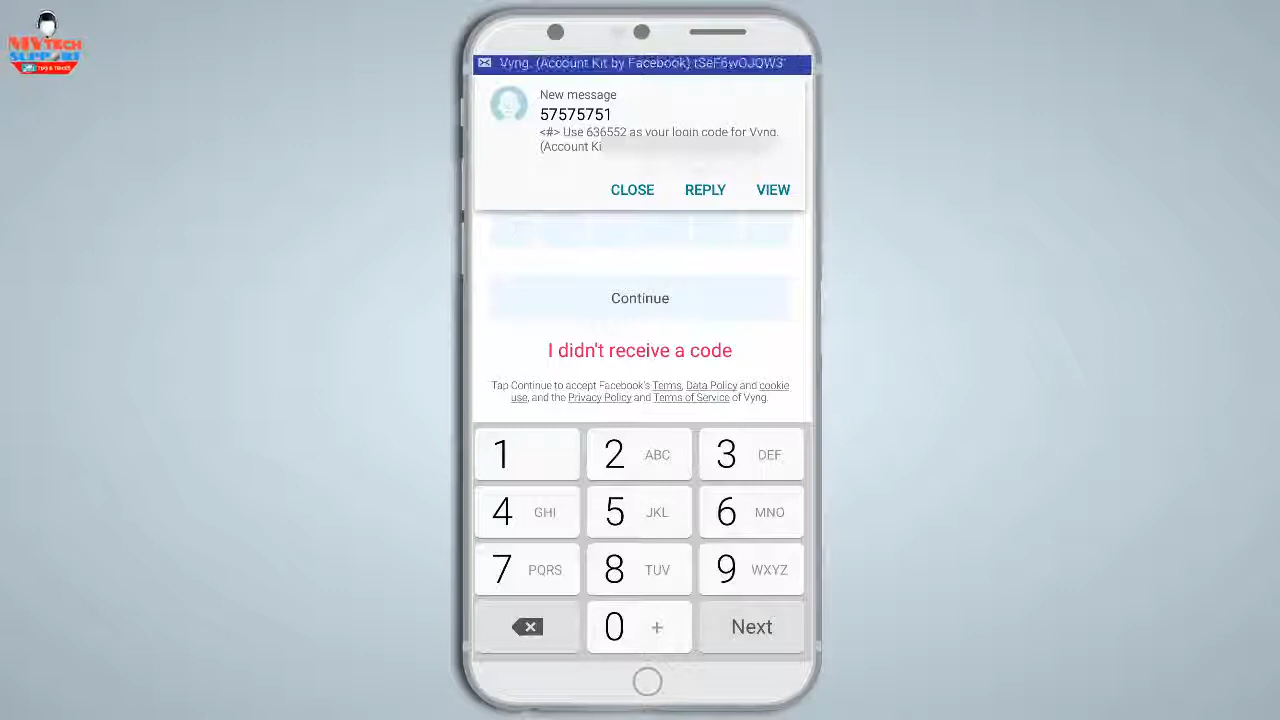 MYTECH
SUPPORT
Vyng. (Account Kit by Facebook) tSeF6wOJQW3
New message
57575751
<#> Use 636552 as your login code for Vyng.
(Account Ki
CLOSE REPLY VIEW
Continue
I didn't receive a code
Tap Continue to accept Facebook's Terms, Data Policy and cookie
use, and the Privacy Policy and Terms of Service of Vyng.
1 2 ABC 3 DEF
4 GHI 5 JKL 6 MNO
7 PQRS 8 TUV 9 WXYZ
0 + Next